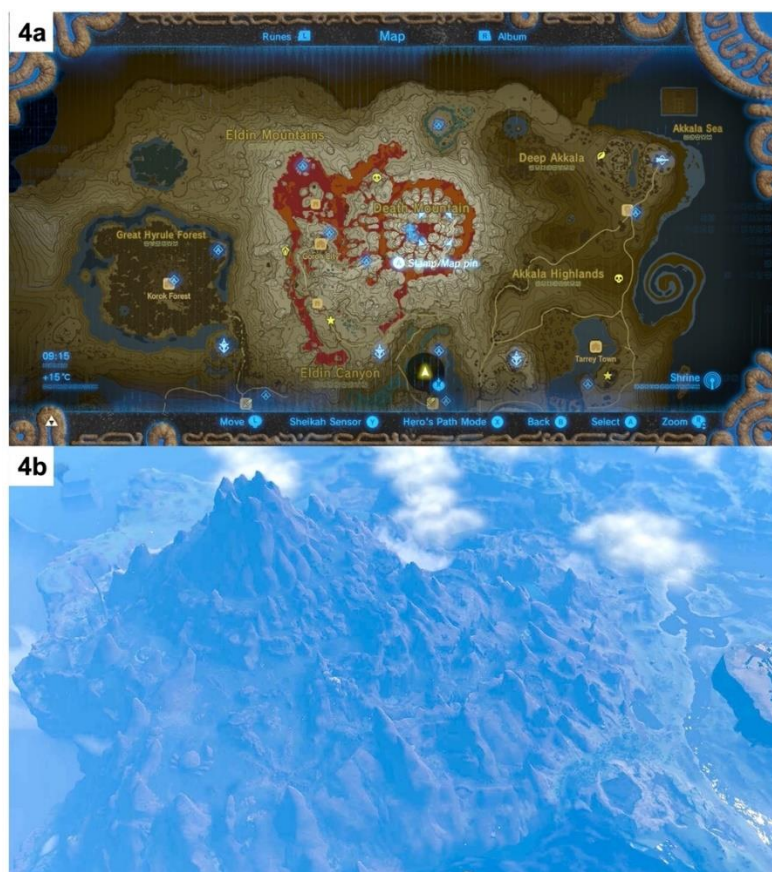 4a
Runes L Map R Album
Eldin Mountains
Akkala Sea
Deep Akkala
Death Mountain
Great Hyrule Forest
A Stamp/Map pin
Akkala Highlands
Korok Forest
Tarrey Town
09:15
Eldin Canyon
+15°C
Shrine
Move L Sheikah Sensor Y Hero's Path Mode X Back B Select A Zoom R
4b